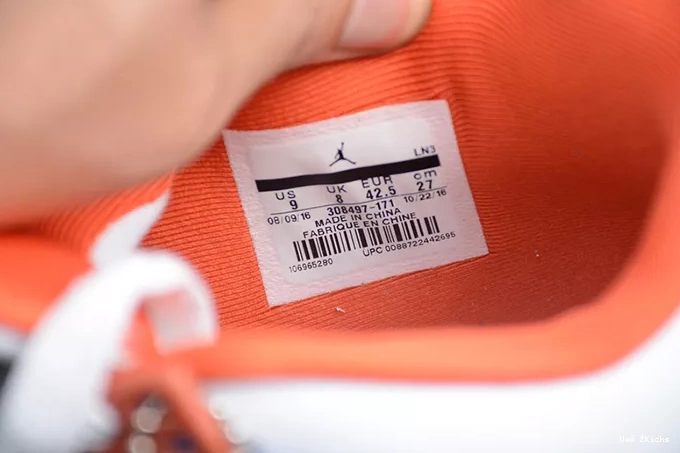 LN3
US UK EUR cm
9 8 42.5 27
08/09/16 308497-171 10/22/16
MADE IN CHINA
FABRIQUE EN CHINE
106965280 UPC 0088722442695